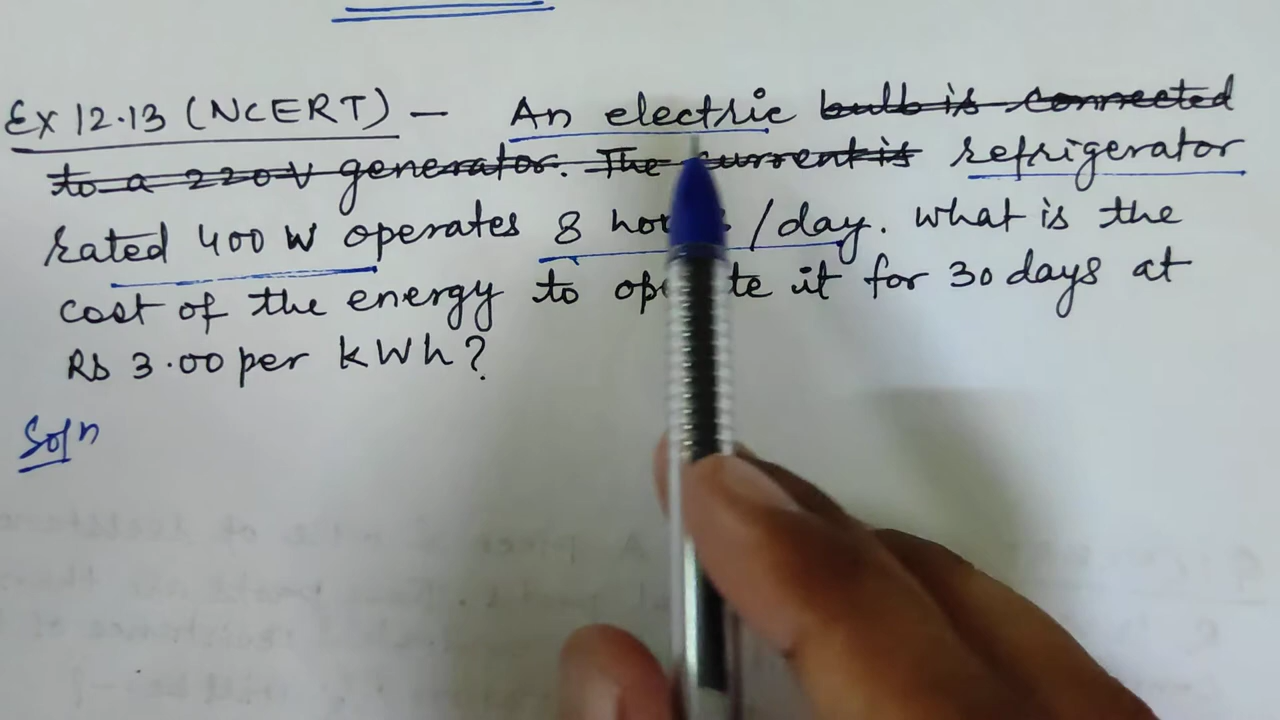 Ex 12.13 (NCERT) - An electric bulb is connected
to a 220V generator. The current is refrigerator
rated 400 W operates 8 /day. What is the
cost of the energy to it for 30 days at
Rs 3.00 per kWh?
Soln